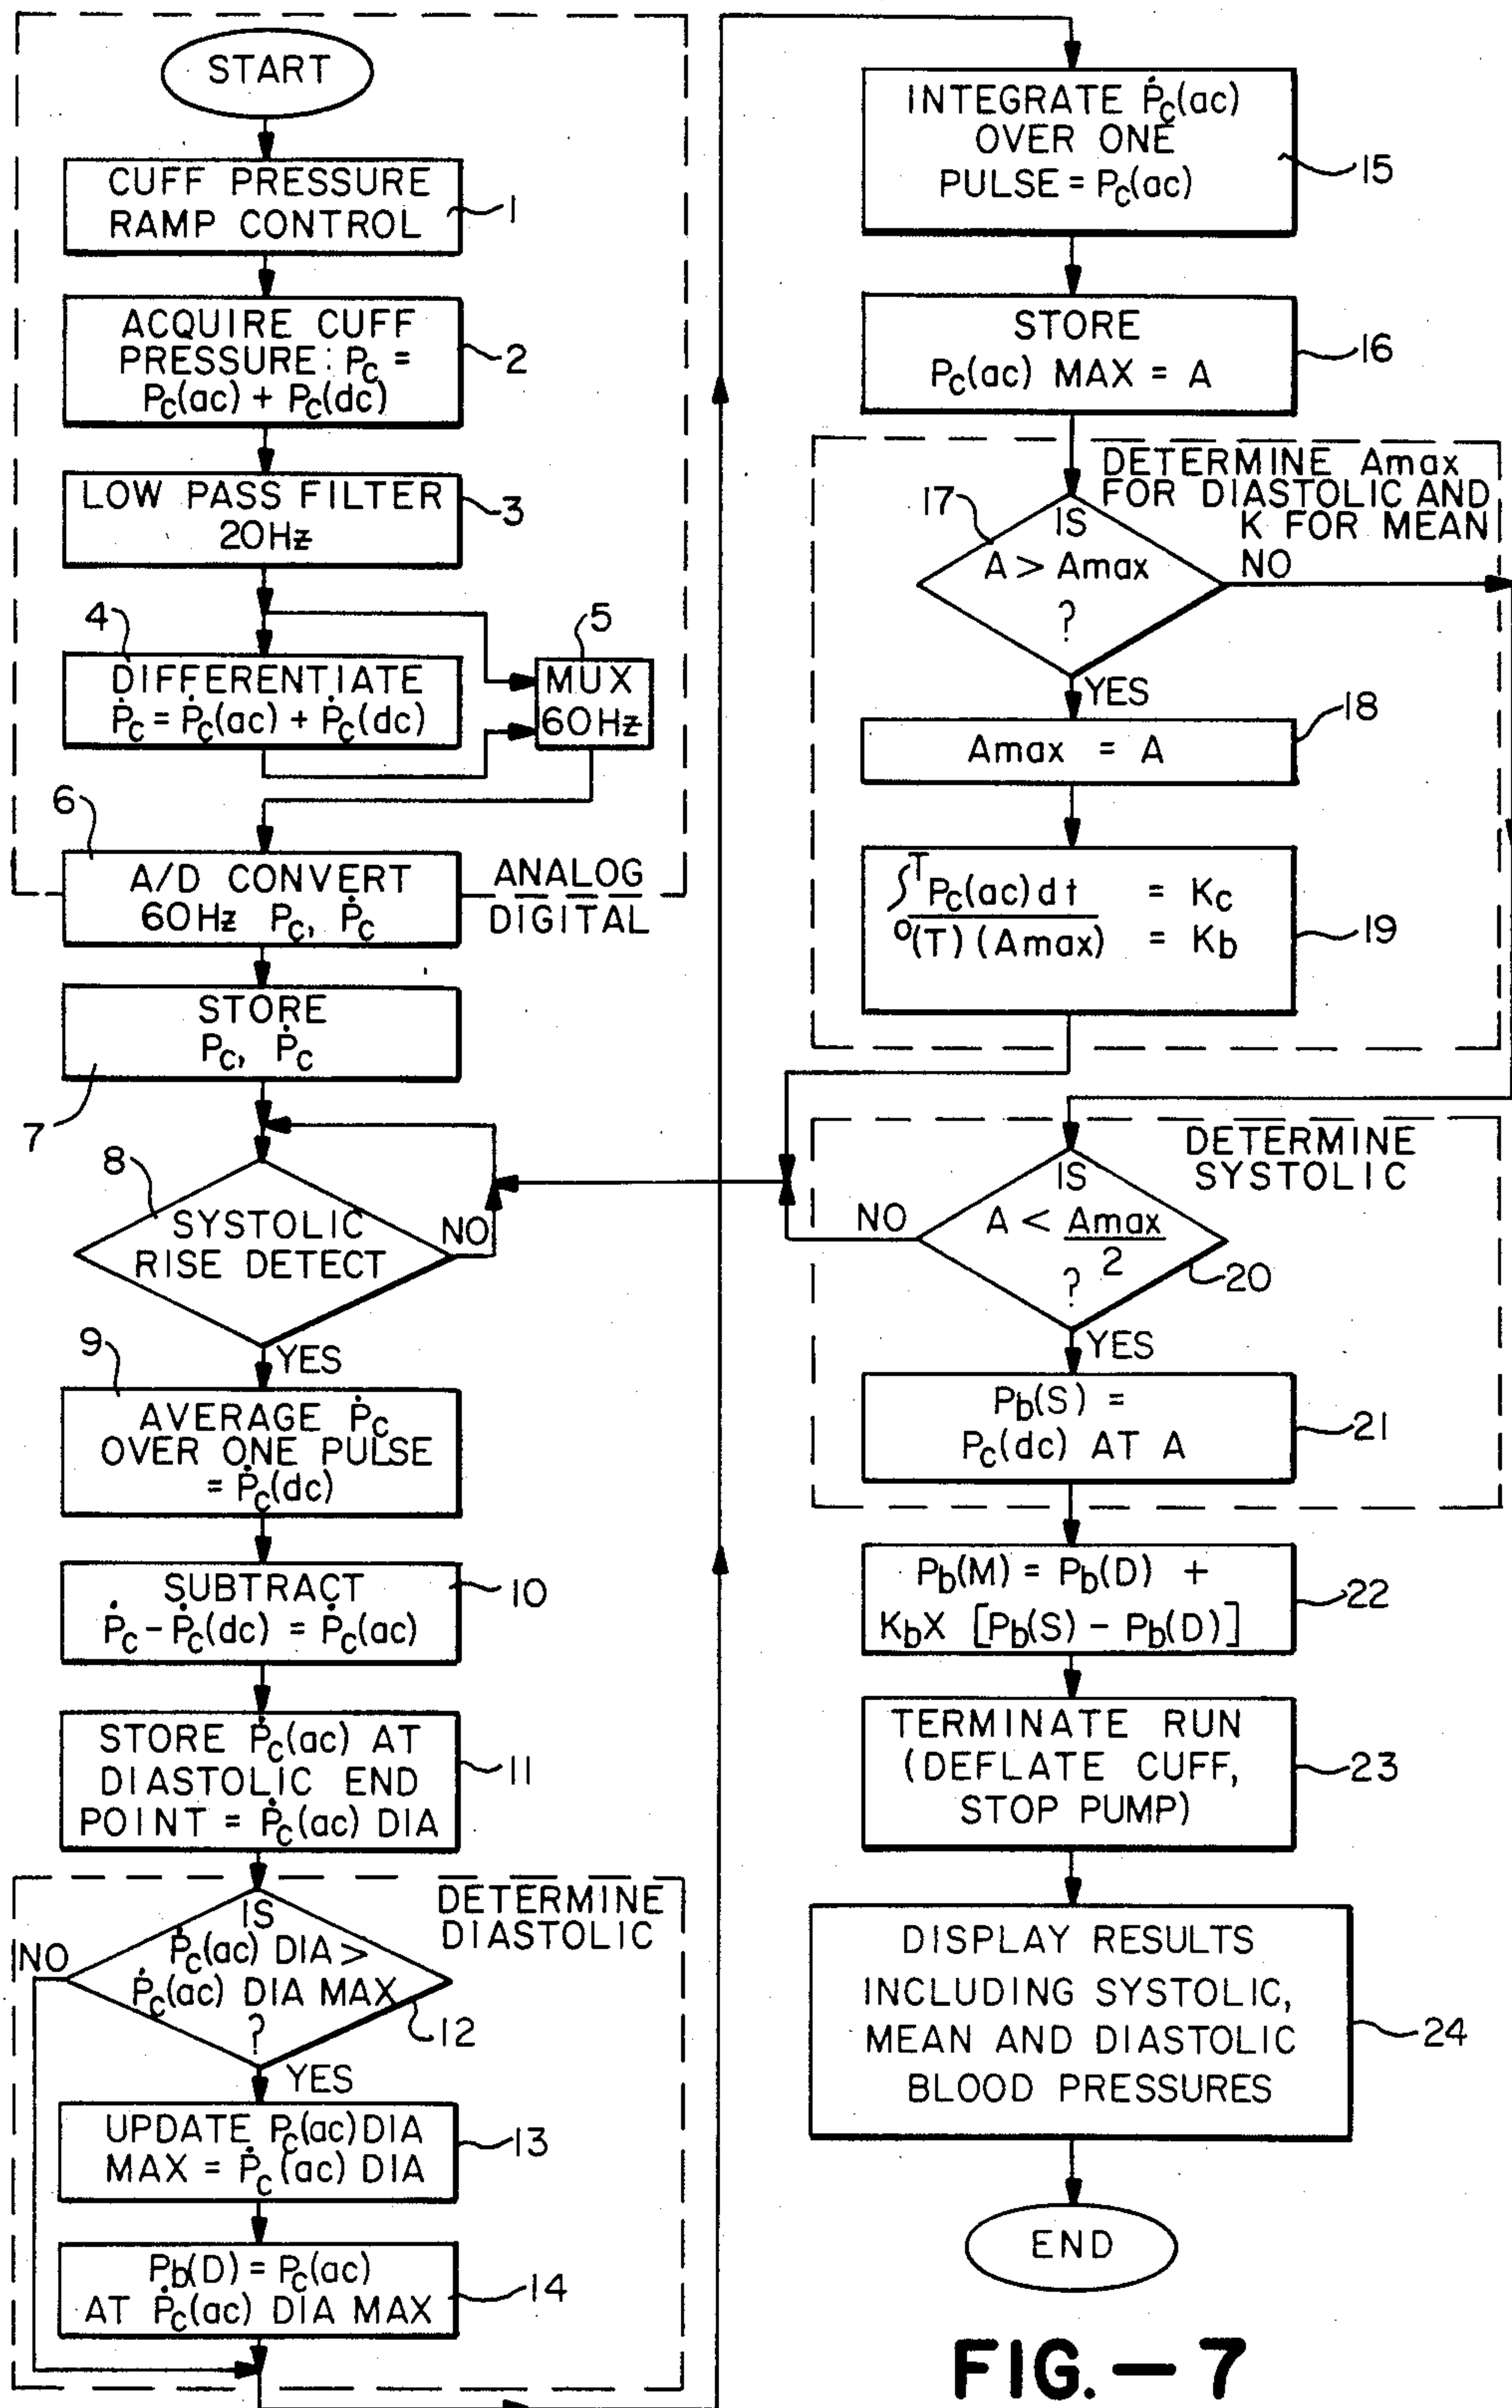 START
CUFF PRESSURE
RAMP CONTROL
1
ACQUIRE CUFF
PRESSURE: Pc =
Pc(ac) + Pc(dc)
2
LOW PASS FILTER
20Hz
3
4
DIFFERENTIATE
Ṗc = Ṗc(ac) + Ṗc(dc)
5
MUX
60Hz
6
A/D CONVERT
60Hz Pc, Ṗc
ANALOG
DIGITAL
STORE
Pc, Ṗc
7
8
SYSTOLIC
RISE DETECT
NO
YES
9
AVERAGE Ṗc
OVER ONE PULSE
= Ṗc(dc)
SUBTRACT
Ṗc - Ṗc(dc) = Ṗc(ac)
10
STORE Ṗc(ac) AT
DIASTOLIC END
POINT = Ṗc(ac) DIA
11
DETERMINE
DIASTOLIC
IS
Ṗc(ac) DIA >
Ṗc(ac) DIA MAX
?
NO
12
YES
UPDATE Ṗc(ac) DIA
MAX = Ṗc(ac) DIA
13
Pb(D) = Pc(ac)
AT Ṗc(ac) DIA MAX
14
INTEGRATE Ṗc(ac)
OVER ONE
PULSE = Pc(ac)
15
STORE
Pc(ac) MAX = A
16
DETERMINE Amax
FOR DIASTOLIC AND
K FOR MEAN
17
IS
A > Amax
?
NO
YES
Amax = A
18
∫T Pc(ac)dt = Kc
0 (T) (Amax) = Kb
19
DETERMINE
SYSTOLIC
IS
A < Amax
2
?
NO
20
YES
Pb(S) =
Pc(dc) AT A
21
Pb(M) = Pb(D) +
KbX [Pb(S) - Pb(D)]
22
TERMINATE RUN
(DEFLATE CUFF,
STOP PUMP)
23
DISPLAY RESULTS
INCLUDING SYSTOLIC,
MEAN AND DIASTOLIC
BLOOD PRESSURES
24
END
FIG. — 7